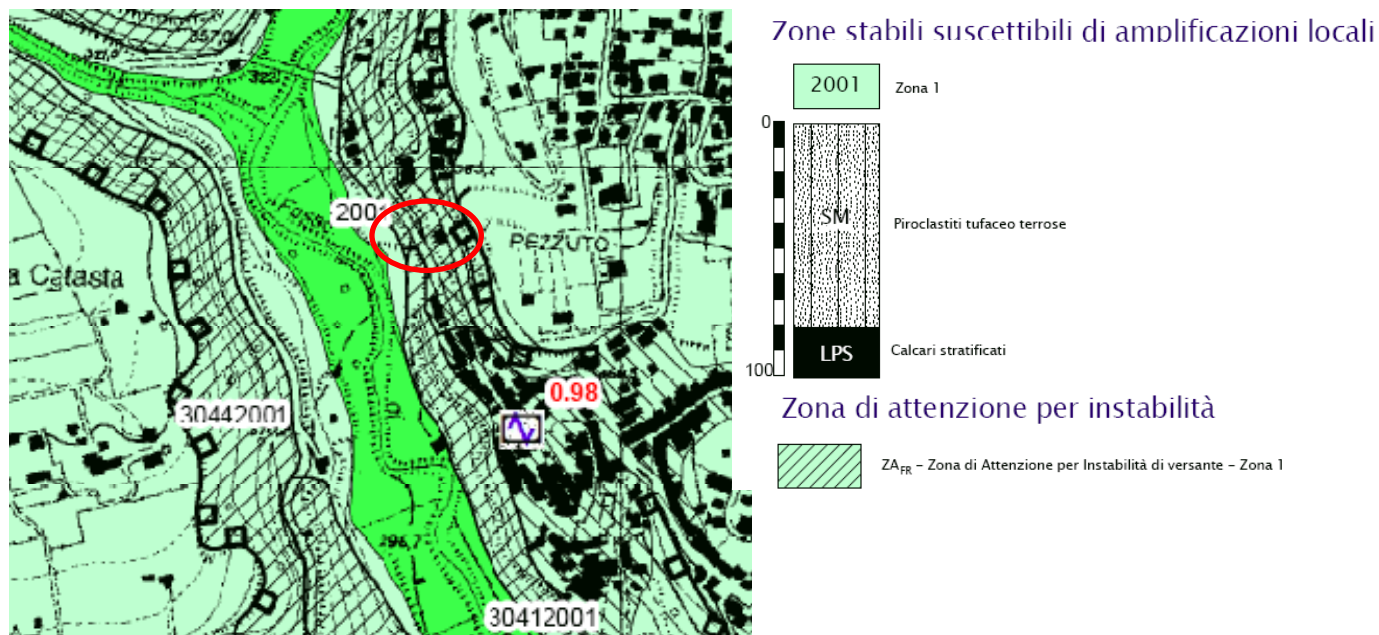 Zone stabili suscettibili di amplificazioni locali
2001
Zona 1
0
SM
Piroclastiti tufaceo terrose
LPS
Calcari stratificati
100
Zona di attenzione per instabilità
ZAFR - Zona di Attenzione per Instabilità di versante - Zona 1
322
Fosso
PEZZUTO
a Catasta
0.98
30442001
30412001